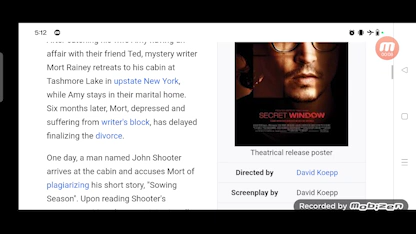 5:12
After catching his wife Amy having an
affair with their friend Ted, mystery writer
Mort Rainey retreats to his cabin at
Tashmore Lake in upstate New York,
while Amy stays in their marital home.
Six months later, Mort, depressed and
suffering from writer's block, has delayed
finalizing the divorce.
One day, a man named John Shooter
arrives at the cabin and accuses Mort of
plagiarizing his short story, "Sowing
Season". Upon reading Shooter's
SECRET WINDOW
Theatrical release poster
Directed by David Koepp
Screenplay by David Koepp
Recorded by Mobizen